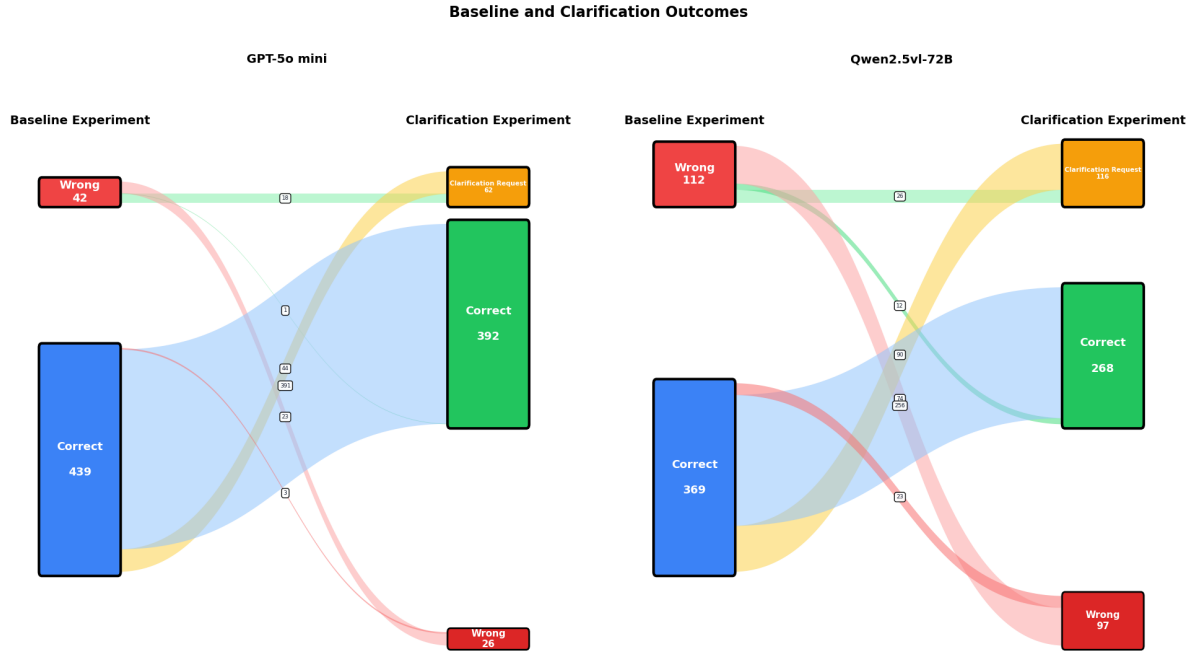 Baseline and Clarification Outcomes
GPT-5o mini
Baseline Experiment
Clarification Experiment
Wrong
42
Clarification Request
62
18
Correct
392
1
44
391
23
Correct
439
3
Wrong
26
Qwen2.5vl-72B
Baseline Experiment
Clarification Experiment
Wrong
112
Clarification Request
116
26
12
90
Correct
268
74
256
Correct
369
23
Wrong
97